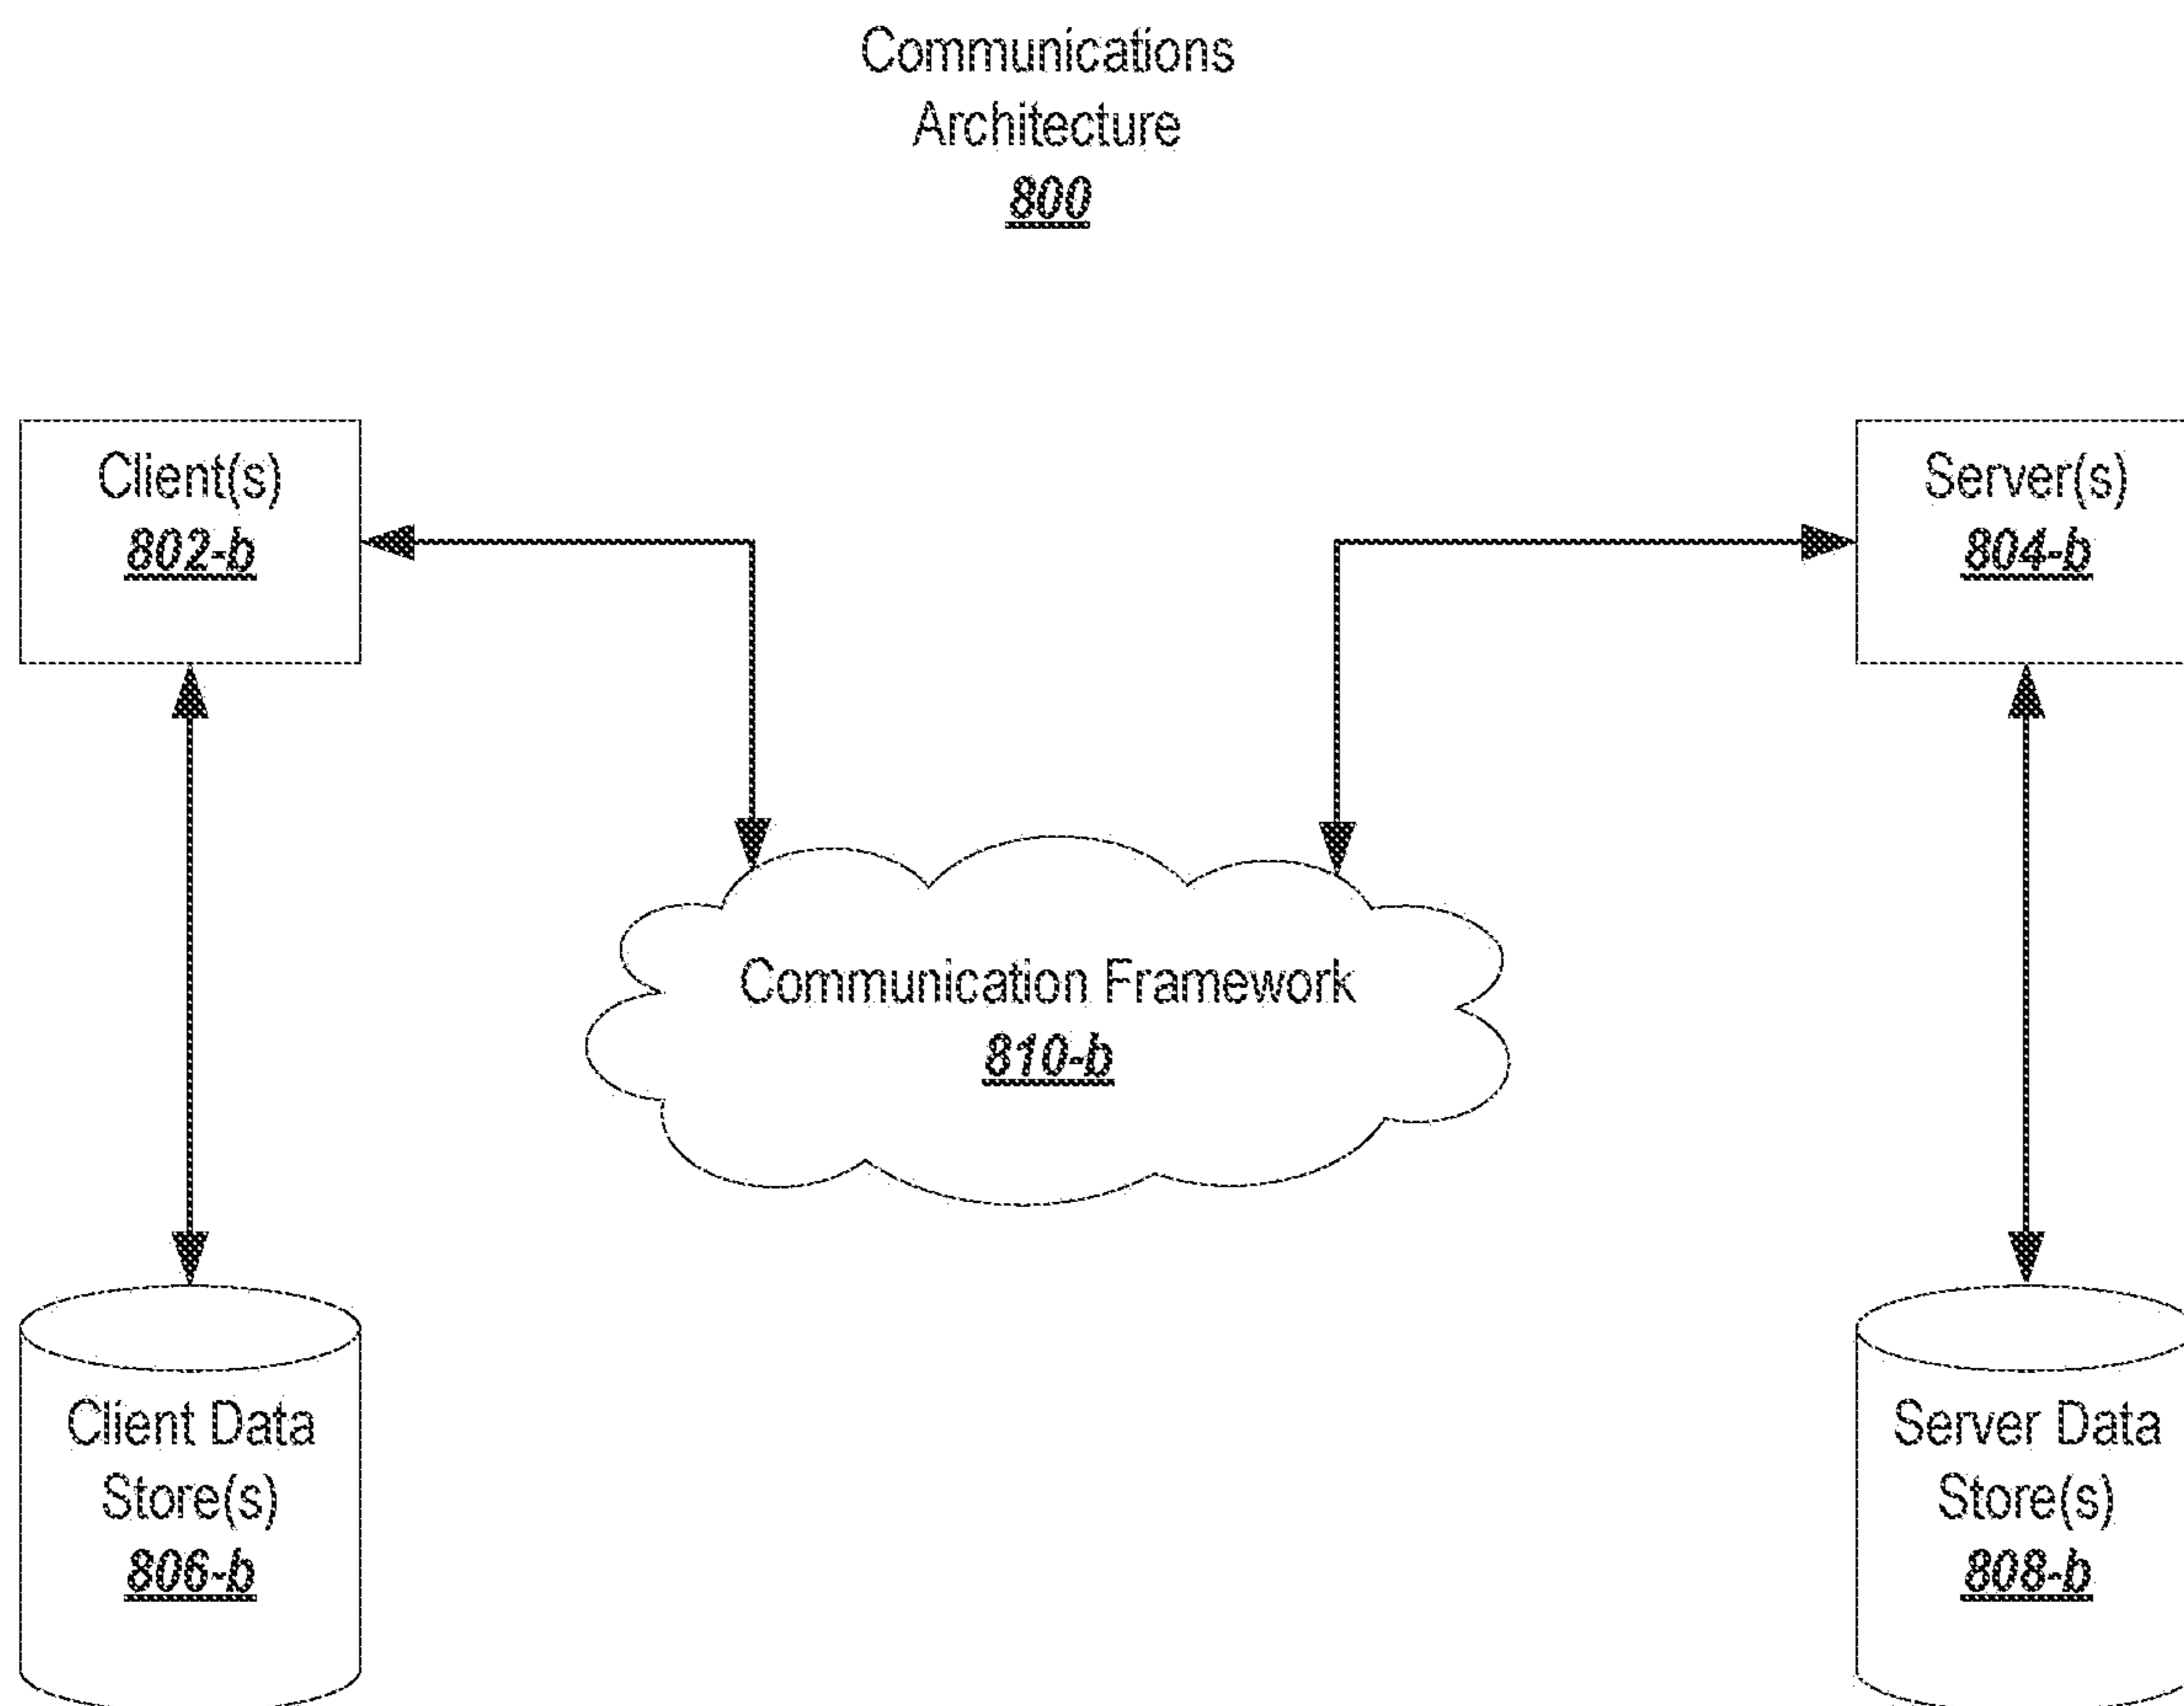 Communications
Architecture
800
Client(s)
802-b
Server(s)
804-b
Communication Framework
810-b
Client Data
Store(s)
806-b
Server Data
Store(s)
808-b